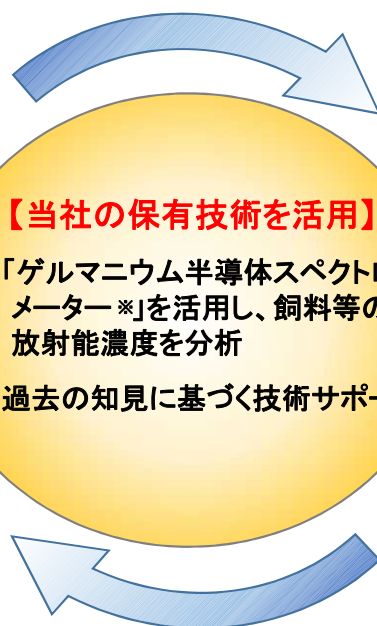 【当社の保有技術を活用】
「ゲルマニウム半導体スペクトロ
メーター※」を活用し、飼料等の
放射能濃度を分析
過去の知見に基づく技術サポー